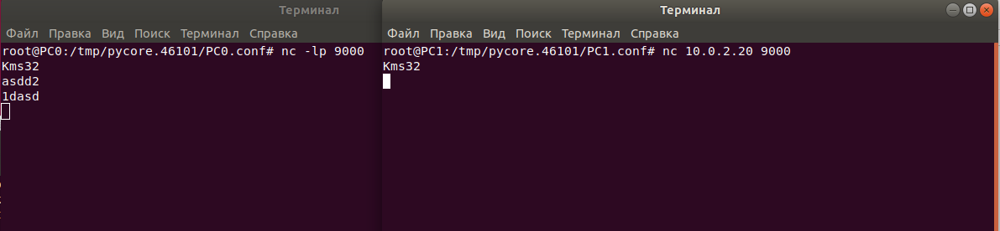 Терминал
Файл Правка Вид Поиск Терминал Справка
root@PC0:/tmp/pycore.46101/PC0.conf# nc -lp 9000
Kms32
asdd2
1dasd
Терминал
Файл Правка Вид Поиск Терминал Справка
root@PC1:/tmp/pycore.46101/PC1.conf# nc 10.0.2.20 9000
Kms32